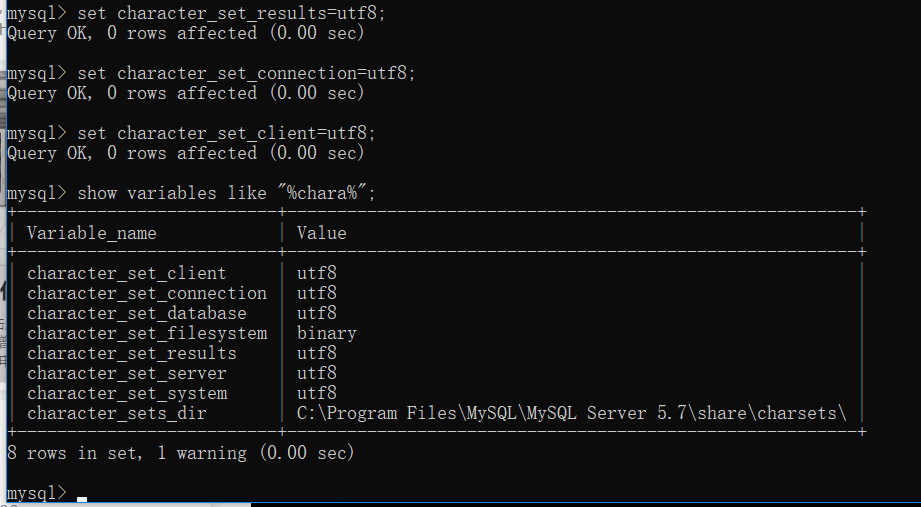 mysql> set character_set_results=utf8;
Query OK, 0 rows affected (0.00 sec)
mysql> set character_set_connection=utf8;
Query OK, 0 rows affected (0.00 sec)
mysql> set character_set_client=utf8;
Query OK, 0 rows affected (0.00 sec)
mysql> show variables like "%chara%";
+--------------------------+---------------------------------------------------------+
| Variable_name | Value |
+--------------------------+---------------------------------------------------------+
| character_set_client | utf8 |
| character_set_connection | utf8 |
| character_set_database | utf8 |
| character_set_filesystem | binary |
| character_set_results | utf8 |
| character_set_server | utf8 |
| character_set_system | utf8 |
| character_sets_dir | C:\Program Files\MySQL\MySQL Server 5.7\share\charsets\ |
+--------------------------+---------------------------------------------------------+
8 rows in set, 1 warning (0.00 sec)
mysql>